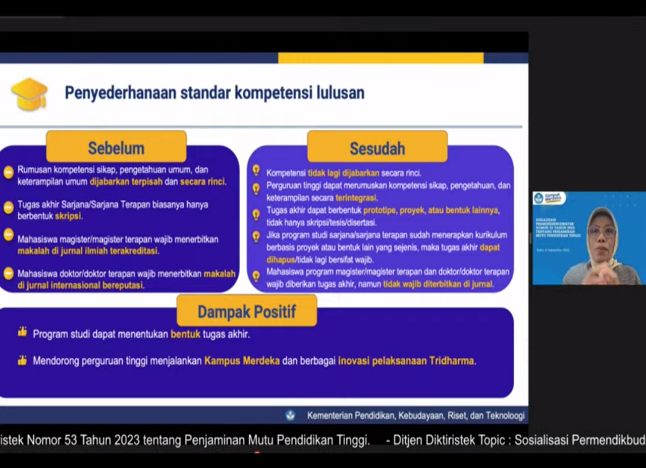 Penyederhanaan standar kompetensi lulusan
Sebelum
Rumusan kompetensi sikap, pengetahuan umum, dan
keterampilan umum dijabarkan terpisah dan secara rinci.
Tugas akhir Sarjana/Sarjana Terapan biasanya hanya
berbentuk skripsi.
Mahasiswa magister/magister terapan wajib menerbitkan
makalah di jurnal ilmiah terakreditasi.
Mahasiswa doktor/doktor terapan wajib menerbitkan makalah
di jurnal internasional bereputasi.
Sesudah
Kompetensi tidak lagi dijabarkan secara rinci.
Perguruan tinggi dapat merumuskan kompetensi sikap, pengetahuan, dan
keterampilan secara terintegrasi.
Tugas akhir dapat berbentuk prototipe, proyek, atau bentuk lainnya,
tidak hanya skripsi/tesis/disertasi.
Jika program studi sarjana/sarjana terapan sudah menerapkan kurikulum
berbasis proyek atau bentuk lain yang sejenis, maka tugas akhir dapat
dihapus/tidak lagi bersifat wajib.
Mahasiswa program magister/magister terapan dan doktor/doktor terapan
wajib diberikan tugas akhir, namun tidak wajib diterbitkan di jurnal.
Dampak Positif
Program studi dapat menentukan bentuk tugas akhir.
Mendorong perguruan tinggi menjalankan Kampus Merdeka dan berbagai inovasi pelaksanaan Tridharma.
Kementerian Pendidikan, Kebudayaan, Riset, dan Teknoloogi
ristek Nomor 53 Tahun 2023 tentang Penjaminan Mutu Pendidikan Tinggi. - Ditjen Diktiristek Topic : Sosialisasi Permendikbud